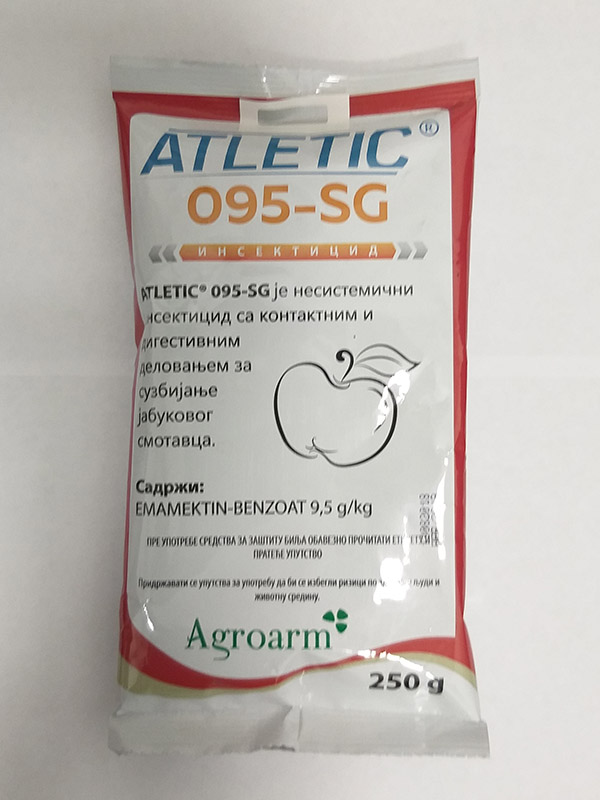 ATLETIC®
095-SG
ИНСЕКТИЦИД
ATLETIC® 095-SG је несистемични
инсектицид са контактним и
дигестивним
деловањем за
сузбијање
јабуковог
смотавца.
Садржи:
EMAMEKTIN-BENZOAT 9,5 g/kg
ПРЕ УПОТРЕБЕ СРЕДСТВА ЗА ЗАШТИТУ БИЉА ОБАВЕЗНО ПРОЧИТАТИ
ПРАТЕЋЕ УПУТСТВО
Придржавати се упутства за употребу да би се избегли ризици по људи и
животну средину.
Agroarm
250 g